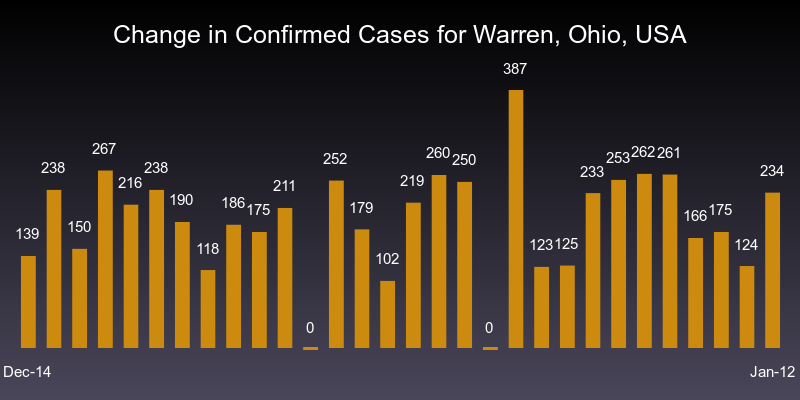 Change in Confirmed Cases for Warren, Ohio, USA
387
267
238 238 252 260 250 253 262 261
216 211 219 233 234
190 186 175 179 166 175
139 150 118 102 123 125 124
0 0
Dec-14 Jan-12